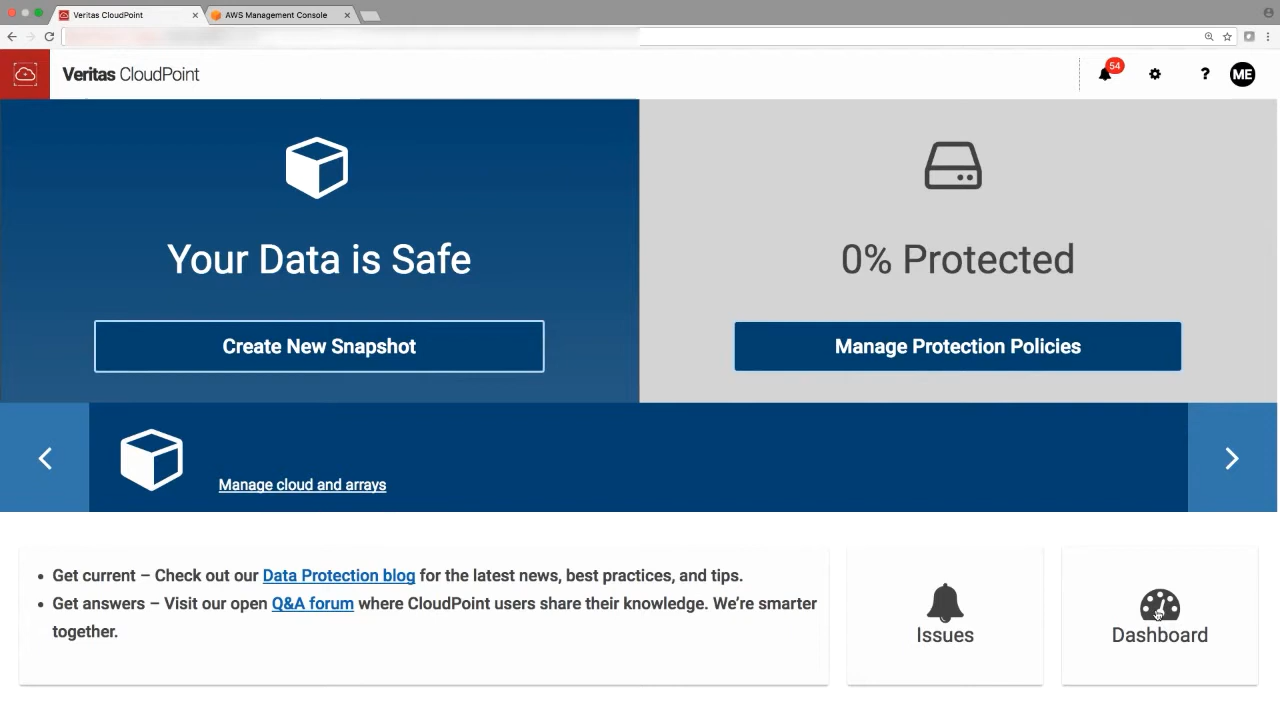 Veritas CloudPoint
AWS Management Console
Veritas CloudPoint
54
?
ME
Your Data is Safe
0% Protected
Create New Snapshot
Manage Protection Policies
Manage cloud and arrays
• Get current – Check out our Data Protection blog for the latest news, best practices, and tips.
• Get answers – Visit our open Q&A forum where CloudPoint users share their knowledge. We’re smarter
together.
Issues
Dashboard